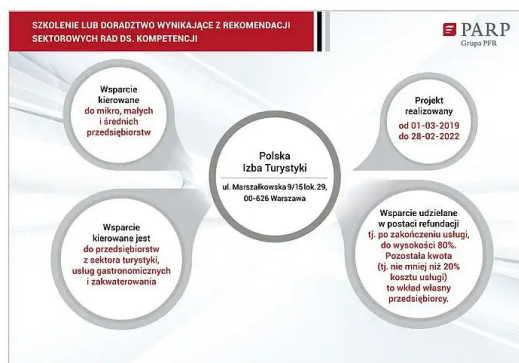 SZKOLENIE LUB DORADZTWO WYNIKAJĄCE Z REKOMENDACJI
SEKTOROWYCH RAD DS. KOMPETENCJI
PARP
Grupa PFR
Wsparcie
kierowane
do mikro, małych
i średnich
przedsiębiorstw
Projekt
realizowany
od 01-03-2019
do 28-02-2022
Polska
Izba Turystyki
ul. Marszałkowska 9/15 lok. 29,
00-626 Warszawa
Wsparcie
kierowane jest
do przedsiębiorstw
z sektora turystyki,
usług gastronomicznych
i zakwaterowania
Wsparcie udzielane
w postaci refundacji
tj. po zakończeniu usługi,
do wysokości 80%.
Pozostała kwota
(tj. nie mniej niż 20%
kosztu usługi)
to wkład własny
przedsiębiorcy.